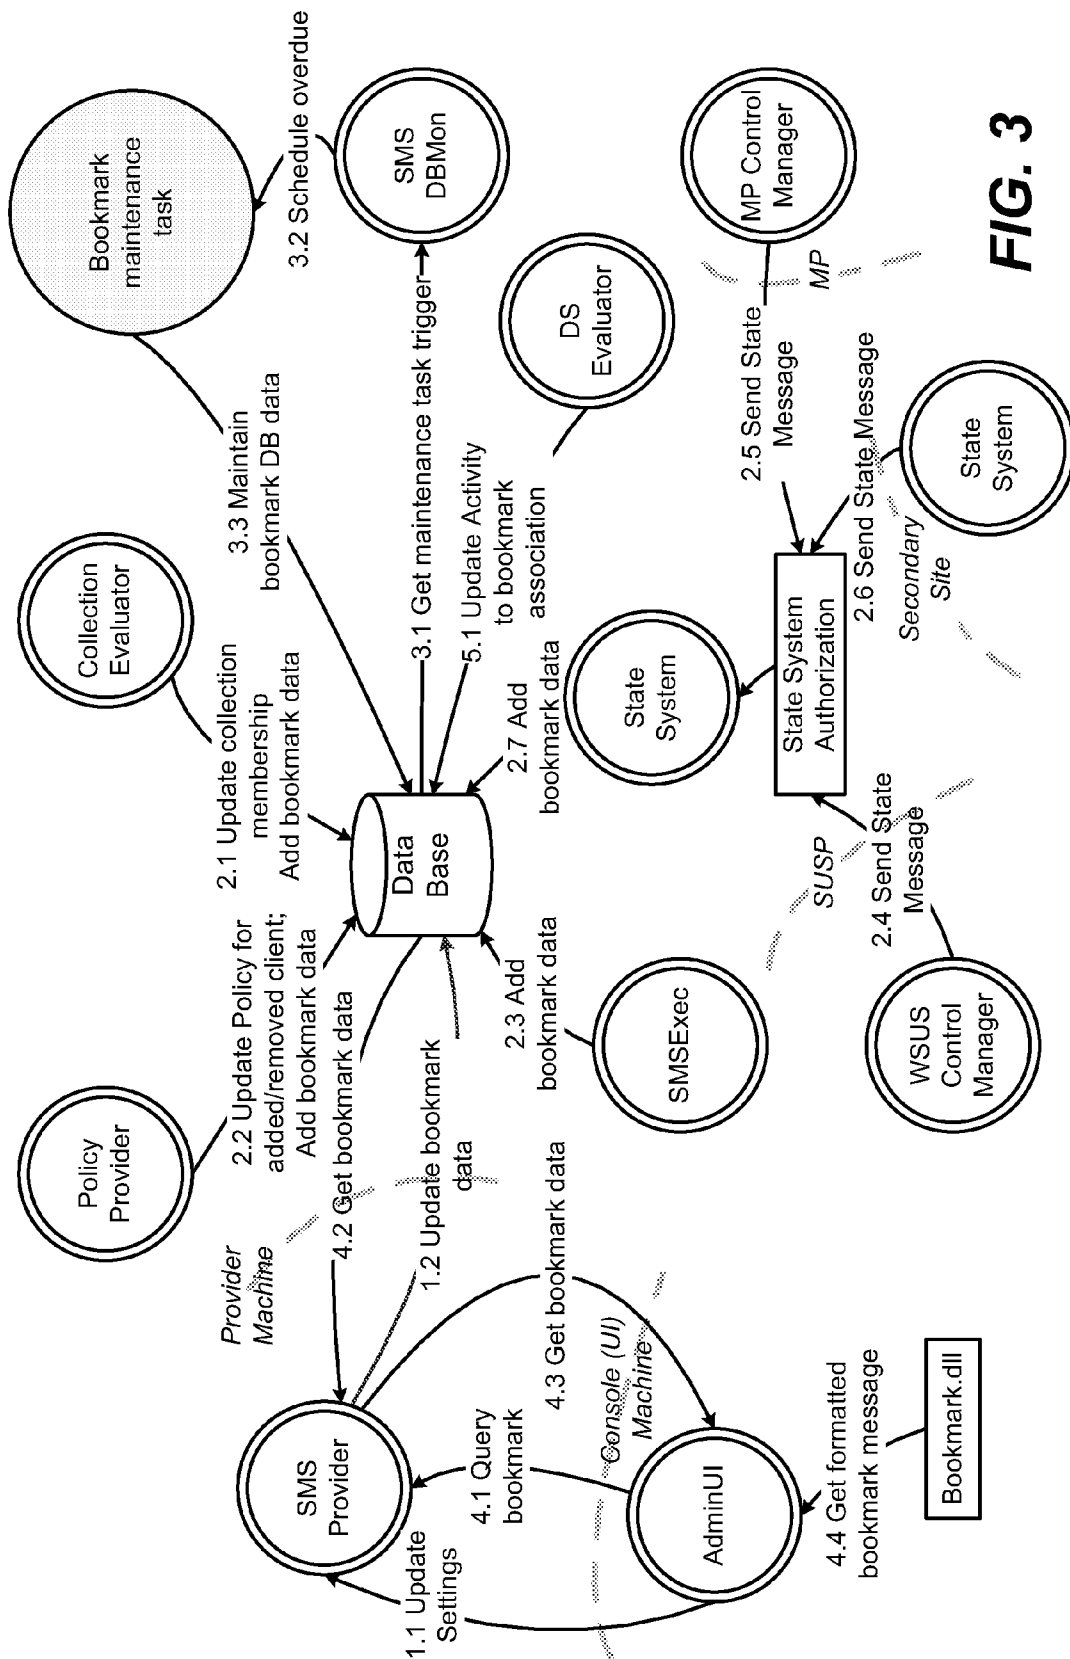 Policy
Provider
Collection
Evaluator
Bookmark
maintenance
task
2.2 Update Policy for
added/removed client;
Add bookmark data
2.1 Update collection
membership
Add bookmark data
3.3 Maintain
bookmark DB data
3.2 Schedule overdue
Provider
Machine
SMS
Provider
4.2 Get bookmark data
Data
Base
3.1 Get maintenance task trigger
SMS
DBMon
1.1 Update
Settings
4.1 Query
bookmark
1.2 Update bookmark
data
2.3 Add
bookmark data
2.7 Add
bookmark data
5.1 Update Activity
to bookmark
association
DS
Evaluator
4.3 Get bookmark data
Console (UI)
Machine
AdminUI
SMSExec
State
System
SUSP
State System
Authorization
2.5 Send State
Message
MP
MP Control
Manager
4.4 Get formatted
bookmark message
2.4 Send State
Message
2.6 Send State Message
Secondary
Site
Bookmark.dll
WSUS
Control
Manager
State
System
FIG. 3